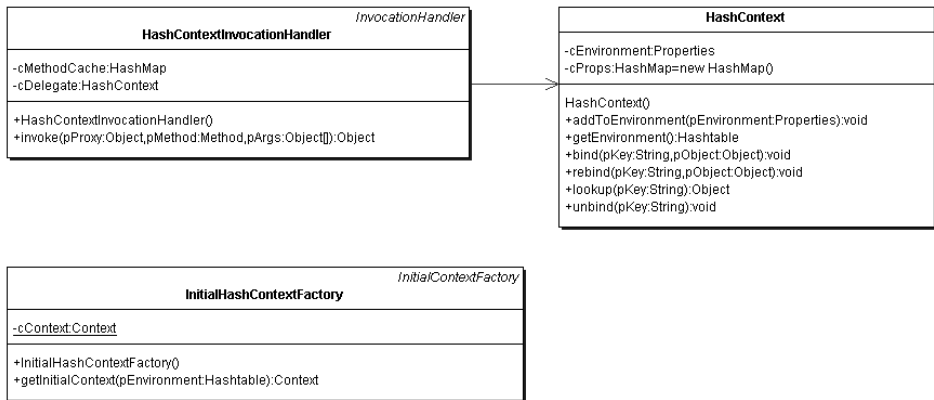 InvocationHandler
HashContextInvocationHandler
-cMethodCache:HashMap
-cDelegate:HashContext
+HashContextInvocationHandler()
+invoke(pProxy:Object,pMethod:Method,pArgs:Object[]):Object
HashContext
-cEnvironment:Properties
-cProps:HashMap=new HashMap()
HashContext()
+addToEnvironment(pEnvironment:Properties):void
+getEnvironment():Hashtable
+bind(pKey:String,pObject:Object):void
+rebind(pKey:String,pObject:Object):void
+lookup(pKey:String):Object
+unbind(pKey:String):void
InitialContextFactory
InitialHashContextFactory
-cContext:Context
+InitialHashContextFactory()
+getInitialContext(pEnvironment:Hashtable):Context